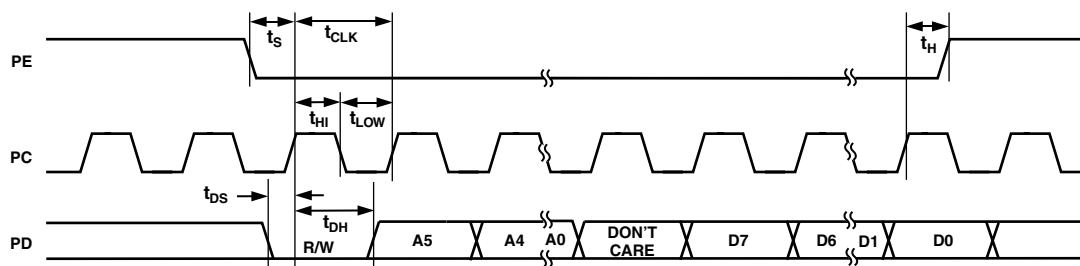 tS
tCLK
tH
PE
tHI
tLOW
PC
tDS
tDH
PD
R/W
A5
A4
A0
DON'T
CARE
D7
D6
D1
D0